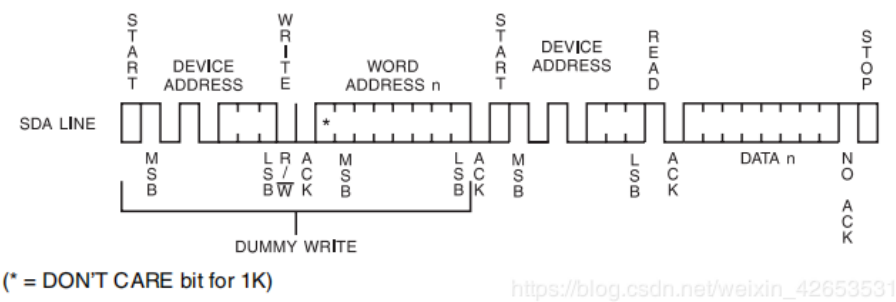 START
WRITE
START
READ
STOP
DEVICE
ADDRESS
WORD
ADDRESS n
DEVICE
ADDRESS
SDA LINE
*
MSB
LSB
R/W
ACK
MSB
LSB
ACK
MSB
LSB
ACK
DATA n
NO ACK
DUMMY WRITE
(* = DON'T CARE bit for 1K)
https://blog.csdn.net/weixin_42653531